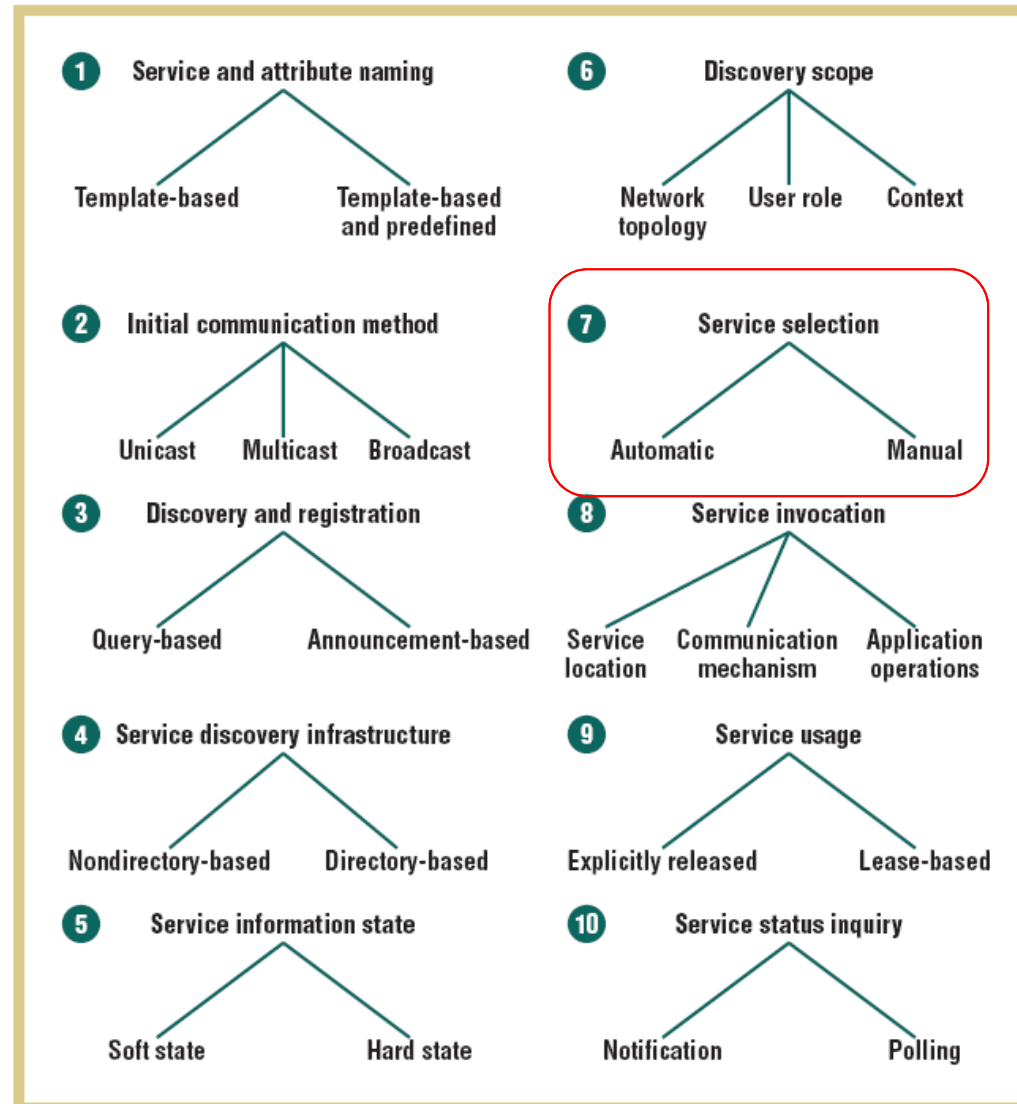 1 Service and attribute naming
Template-based
Template-based
and predefined
2 Initial communication method
Unicast Multicast Broadcast
3 Discovery and registration
Query-based Announcement-based
4 Service discovery infrastructure
Nondirectory-based Directory-based
5 Service information state
Soft state Hard state
6 Discovery scope
Network
topology
User role
Context
7 Service selection
Automatic Manual
8 Service invocation
Service
location
Communication
mechanism
Application
operations
9 Service usage
Explicitly released Lease-based
10 Service status inquiry
Notification Polling